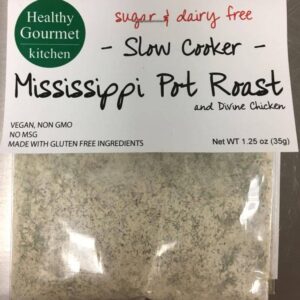 Healthy
Gourmet
kitchen
sugar & dairy free
- Slow Cooker -
Mississippi Pot Roast
and Divine Chicken
VEGAN, NON GMO
NO MSG
MADE WITH GLUTEN FREE INGREDIENTS
Net WT 1.25 oz (35g)